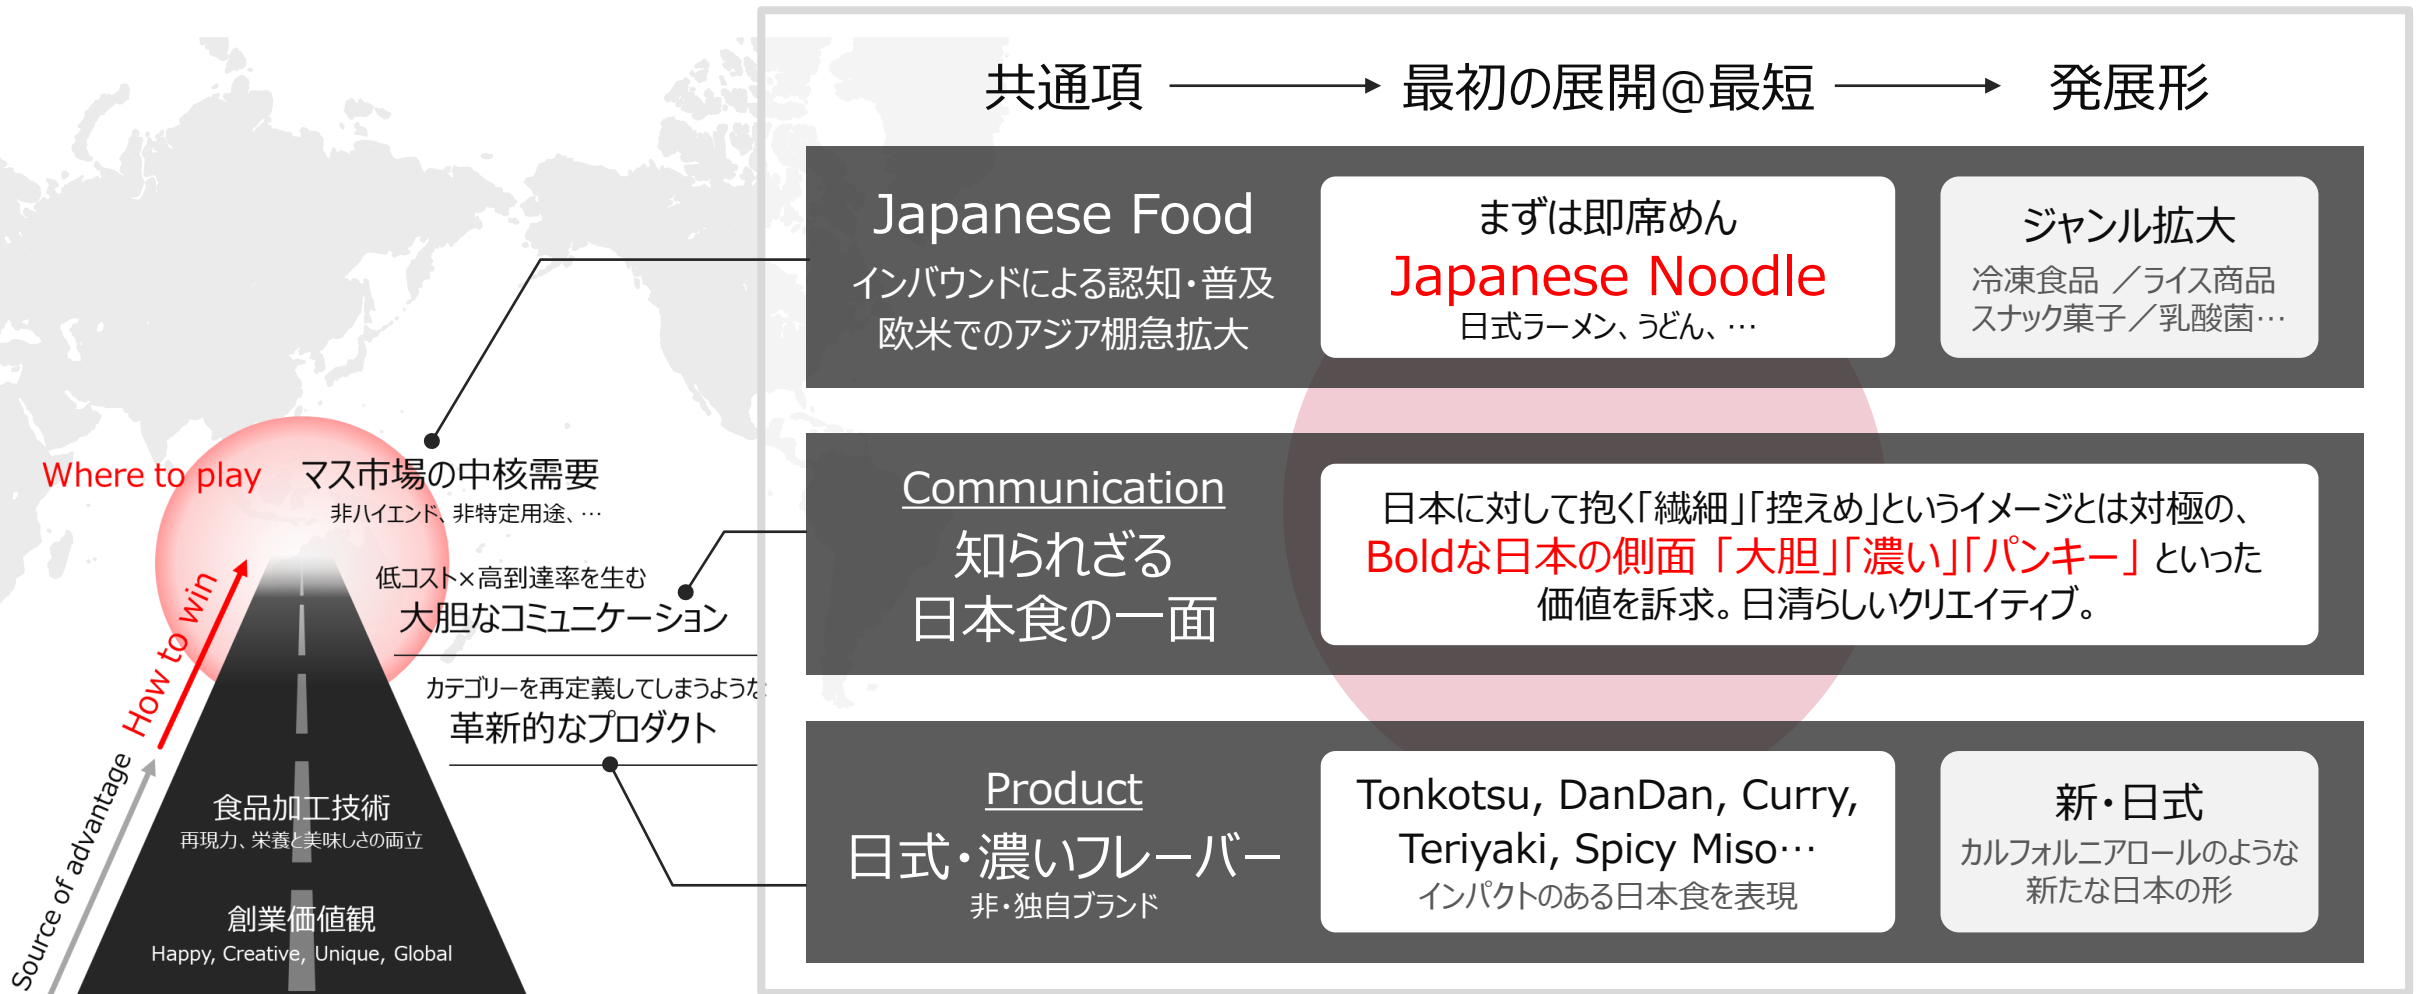 共通項
最初の展開@最短
発展形
Japanese Food
インバウンドによる認知・普及
欧米でのアジア棚急拡大
まずは即席めん
Japanese Noodle
日式ラーメン、うどん、…
ジャンル拡大
冷凍食品 ／ライス商品
スナック菓子／乳酸菌…
Communication
知られざる
日本食の一面
日本に対して抱く「繊細」「控えめ」というイメージとは対極の、
Boldな日本の側面 「大胆」「濃い」「パンキー」 といった
価値を訴求。日清らしいクリエイティブ。
Product
日式・濃いフレーバー
非・独自ブランド
Tonkotsu, DanDan, Curry,
Teriyaki, Spicy Miso…
インパクトのある日本食を表現
新・日式
カルフォルニアロールのような
新たな日本の形
Where to play
マス市場の中核需要
非ハイエンド、非特定用途、…
How to win
低コスト×高到達率を生む
大胆なコミュニケーション
カテゴリーを再定義してしまうような
革新的なプロダクト
Source of advantage
食品加工技術
再現力、栄養と美味しさの両立
創業価値観
Happy, Creative, Unique, Global